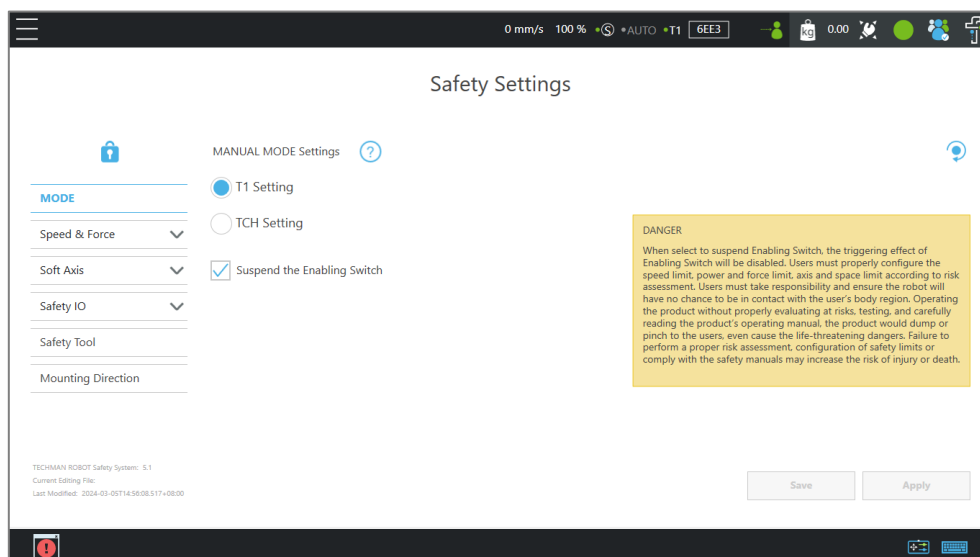 0 mm/s 100 % S AUTO T1 6EE3 kg 0.00
Safety Settings
MANUAL MODE Settings ?
T1 Setting
TCH Setting
Suspend the Enabling Switch
MODE
Speed & Force
Soft Axis
Safety IO
Safety Tool
Mounting Direction
DANGER
When select to suspend Enabling Switch, the triggering effect of
Enabling Switch will be disabled. Users must properly configure the
speed limit, power and force limit, axis and space limit according to risk
assessment. Users must take responsibility and ensure the robot will
have no chance to be in contact with the user's body region. Operating
the product without properly evaluating at risks, testing, and carefully
reading the product's operating manual, the product would dump or
pinch to the users, even cause the life-threatening dangers. Failure to
perform a proper risk assessment, configuration of safety limits or
comply with the safety manuals may increase the risk of injury or death.
TECHMAN ROBOT Safety System: 5.1
Current Editing File:
Last Modified: 2024-03-05T14:56:08.517+08:00
Save
Apply